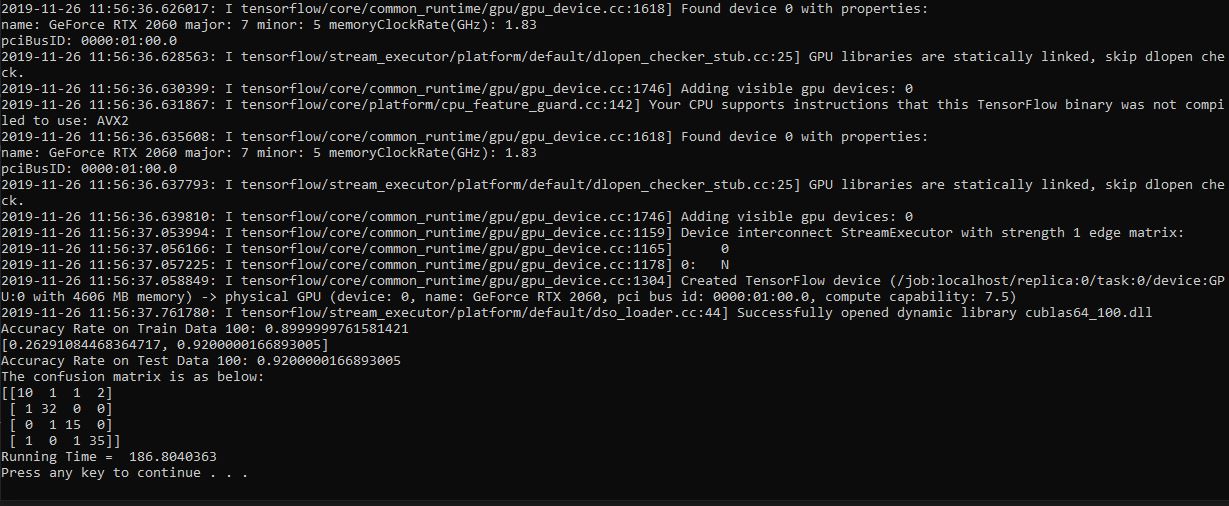 2019-11-26 11:56:36.626017: I tensorflow/core/common_runtime/gpu/gpu_device.cc:1618] Found device 0 with properties:
name: GeForce RTX 2060 major: 7 minor: 5 memoryClockRate(GHz): 1.83
pciBusID: 0000:01:00.0
2019-11-26 11:56:36.628563: I tensorflow/stream_executor/platform/default/dlopen_checker_stub.cc:25] GPU libraries are statically linked, skip dlopen che
ck.
2019-11-26 11:56:36.630399: I tensorflow/core/common_runtime/gpu/gpu_device.cc:1746] Adding visible gpu devices: 0
2019-11-26 11:56:36.631867: I tensorflow/core/platform/cpu_feature_guard.cc:142] Your CPU supports instructions that this TensorFlow binary was not compi
led to use: AVX2
2019-11-26 11:56:36.635608: I tensorflow/core/common_runtime/gpu/gpu_device.cc:1618] Found device 0 with properties:
name: GeForce RTX 2060 major: 7 minor: 5 memoryClockRate(GHz): 1.83
pciBusID: 0000:01:00.0
2019-11-26 11:56:36.637793: I tensorflow/stream_executor/platform/default/dlopen_checker_stub.cc:25] GPU libraries are statically linked, skip dlopen che
ck.
2019-11-26 11:56:36.639810: I tensorflow/core/common_runtime/gpu/gpu_device.cc:1746] Adding visible gpu devices: 0
2019-11-26 11:56:37.053994: I tensorflow/core/common_runtime/gpu/gpu_device.cc:1159] Device interconnect StreamExecutor with strength 1 edge matrix:
2019-11-26 11:56:37.056166: I tensorflow/core/common_runtime/gpu/gpu_device.cc:1165]      0
2019-11-26 11:56:37.057225: I tensorflow/core/common_runtime/gpu/gpu_device.cc:1178] 0:   N
2019-11-26 11:56:37.058849: I tensorflow/core/common_runtime/gpu/gpu_device.cc:1304] Created TensorFlow device (/job:localhost/replica:0/task:0/device:GP
U:0 with 4606 MB memory) -> physical GPU (device: 0, name: GeForce RTX 2060, pci bus id: 0000:01:00.0, compute capability: 7.5)
2019-11-26 11:56:37.761780: I tensorflow/stream_executor/platform/default/dso_loader.cc:44] Successfully opened dynamic library cublas64_100.dll
Accuracy Rate on Train Data 100: 0.8999999761581421
[0.26291084468364717, 0.9200000166893005]
Accuracy Rate on Test Data 100: 0.9200000166893005
The confusion matrix is as below:
[[10  1  1  2]
 [ 1 32  0  0]
 [ 0  1 15  0]
 [ 1  0  1 35]]
Running Time =  186.8040363
Press any key to continue . . .